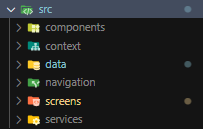 src
components
context
data
navigation
screens
services